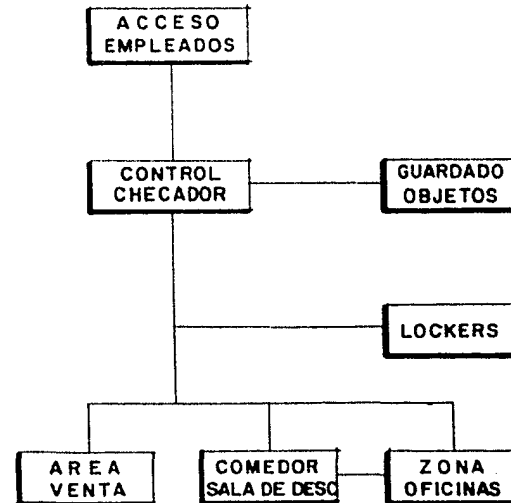 ACCESO
EMPLEADOS
CONTROL
CHECADOR
GUARDADO
OBJETOS
LOCKERS
AREA
VENTA
COMEDOR
SALA DE DESC
ZONA
OFICINAS